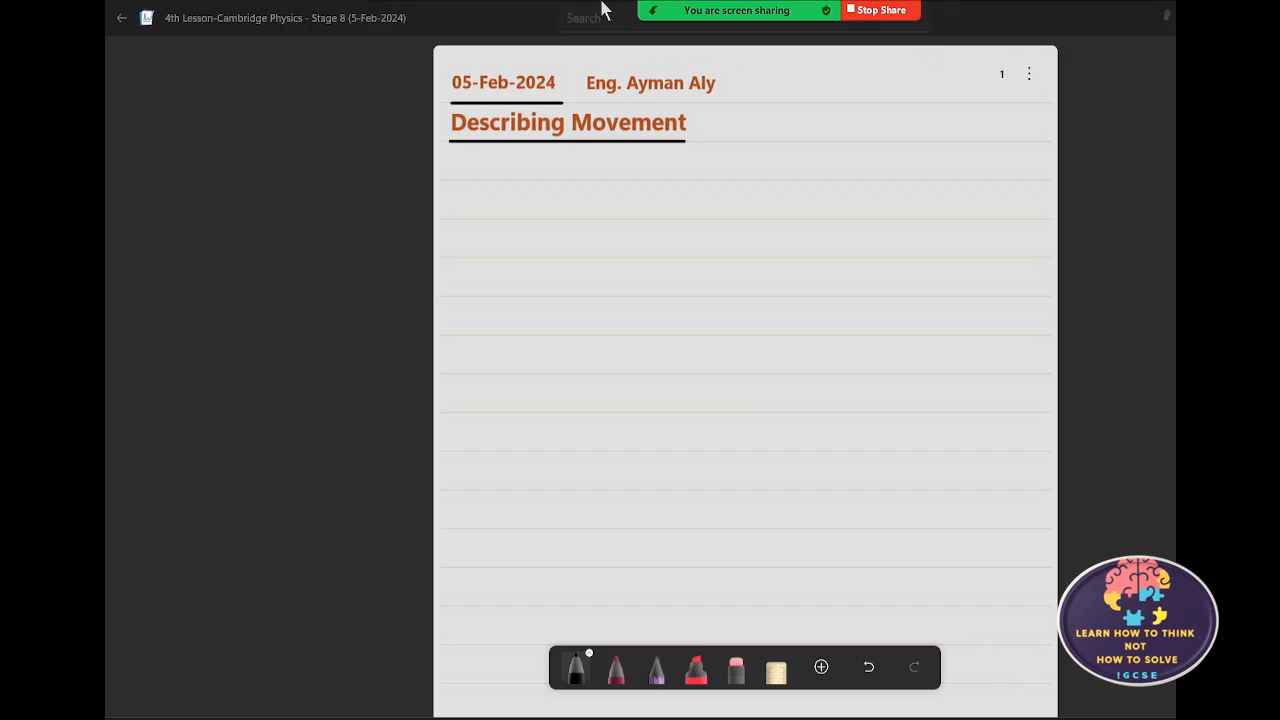 4th Lesson-Cambridge Physics - Stage 8 (5-Feb-2024)
Search
You are screen sharing
Stop Share
05-Feb-2024 Eng. Ayman Aly
1
Describing Movement
LEARN HOW TO THINK
NOT
HOW TO SOLVE
IGCSE